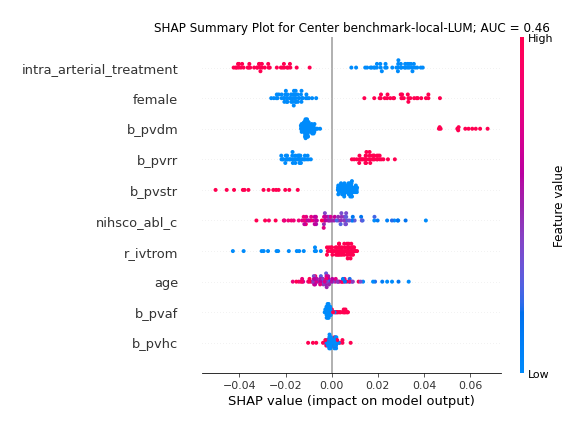 SHAP Summary Plot for Center benchmark-local-LUM; AUC = 0.46
High
intra_arterial_treatment
female
b_pvdm
b_pvrr
b_pvstr
nihsco_abl_c
r_ivtrom
age
b_pvaf
b_pvhc
Feature value
Low
−0.04 −0.02 0.00 0.02 0.04 0.06
SHAP value (impact on model output)